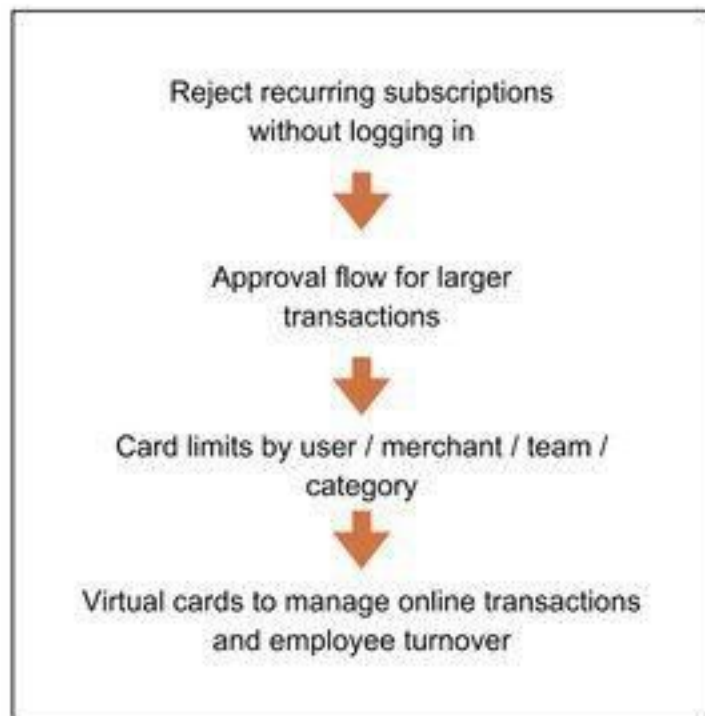 Reject recurring subscriptions
without logging in
Approval flow for larger
transactions
Card limits by user / merchant / team /
category
Virtual cards to manage online transactions
and employee turnover